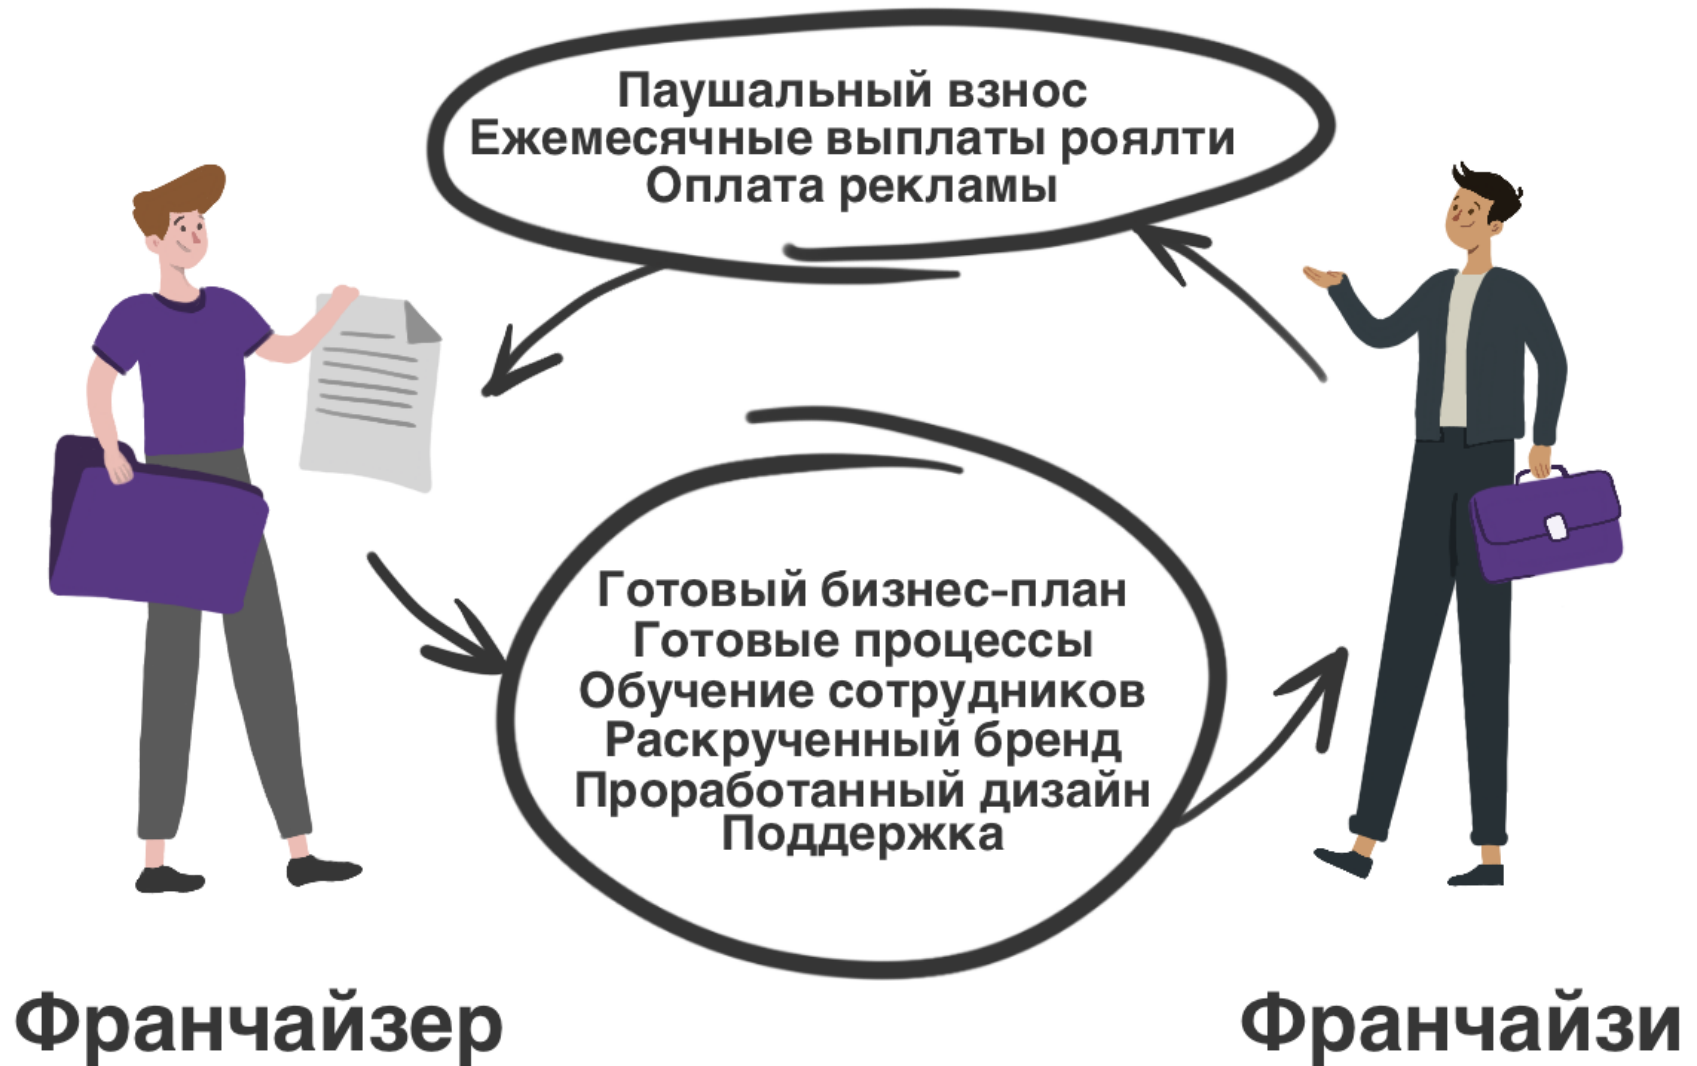 Паушальный взнос
Ежемесячные выплаты роялти
Оплата рекламы
Готовый бизнес-план
Готовые процессы
Обучение сотрудников
Раскрученный бренд
Проработанный дизайн
Поддержка
Франчайзер
Франчайзи